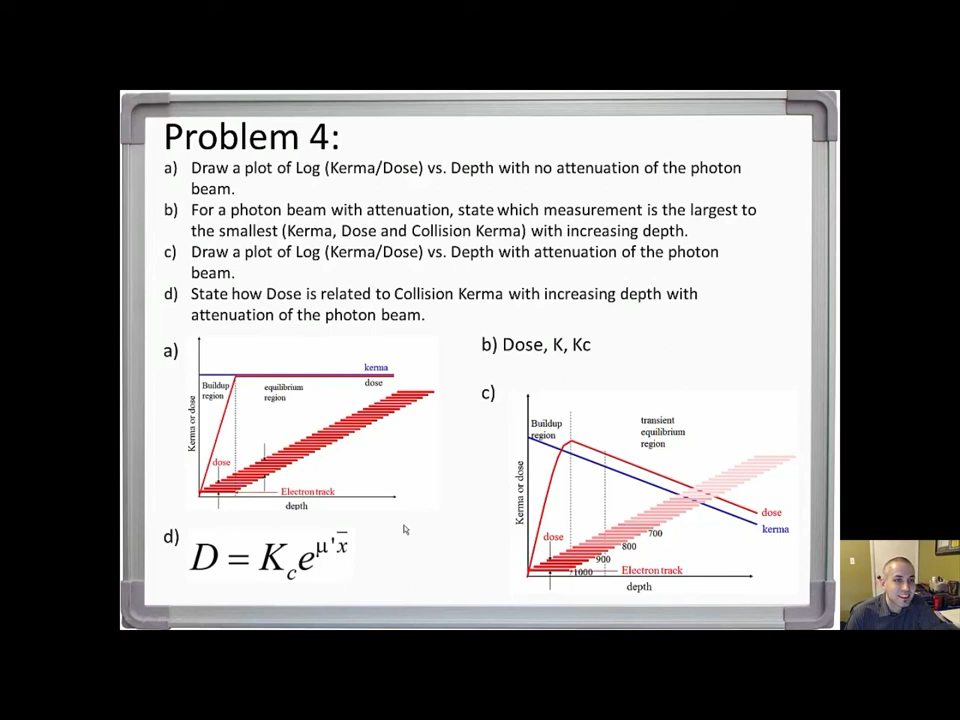 Problem 4:
a) Draw a plot of Log (Kerma/Dose) vs. Depth with no attenuation of the photon
beam.
b) For a photon beam with attenuation, state which measurement is the largest to
the smallest (Kerma, Dose and Collision Kerma) with increasing depth.
c) Draw a plot of Log (Kerma/Dose) vs. Depth with attenuation of the photon
beam.
d) State how Dose is related to Collision Kerma with increasing depth with
attenuation of the photon beam.
a)
kerma
dose
Buildup
region
equilibrium
region
Kerma or dose
dose
Electron track
depth
b) Dose, K, Kc
c)
Buildup
region
transient
equilibrium
region
Kerma or dose
dose
kerma
dose
700
800
900
1000
Electron track
depth
d) D = K_c e^{μ' x̄}